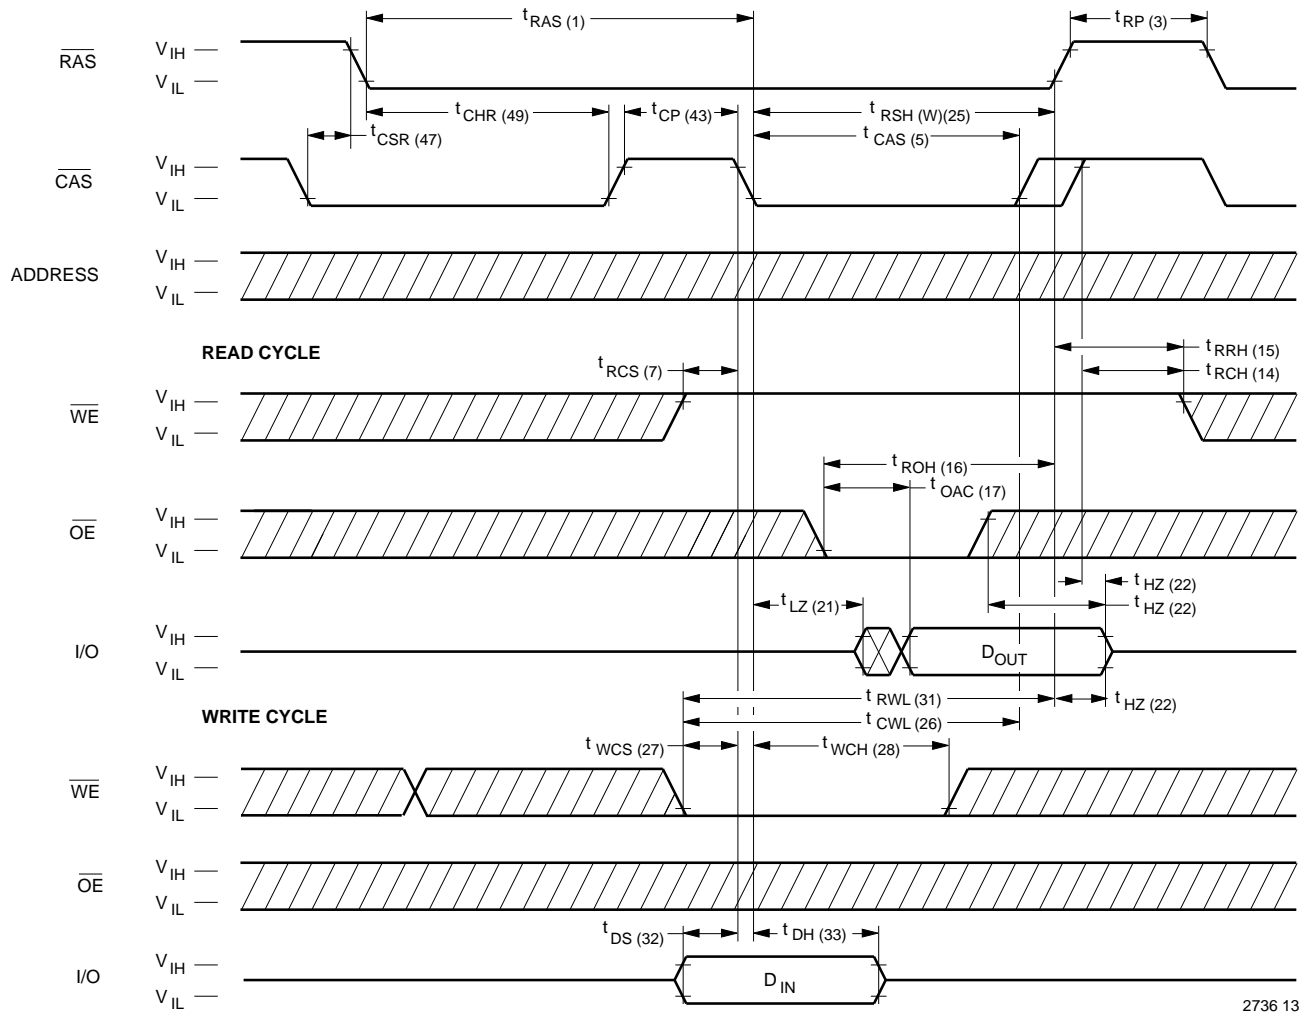 t RAS (1)
t RP (3)
RAS
V IH
V IL
t CHR (49)
t CP (43)
t RSH (W)(25)
t CSR (47)
t CAS (5)
CAS
V IH
V IL
ADDRESS
V IH
V IL
READ CYCLE
t RCS (7)
t RRH (15)
t RCH (14)
WE
V IH
V IL
t ROH (16)
t OAC (17)
OE
V IH
V IL
t HZ (22)
t LZ (21)
t HZ (22)
I/O
V IH
V IL
D OUT
t RWL (31)
t HZ (22)
WRITE CYCLE
t CWL (26)
t WCS (27)
t WCH (28)
WE
V IH
V IL
OE
V IH
V IL
t DS (32)
t DH (33)
I/O
V IH
V IL
D IN
2736 13